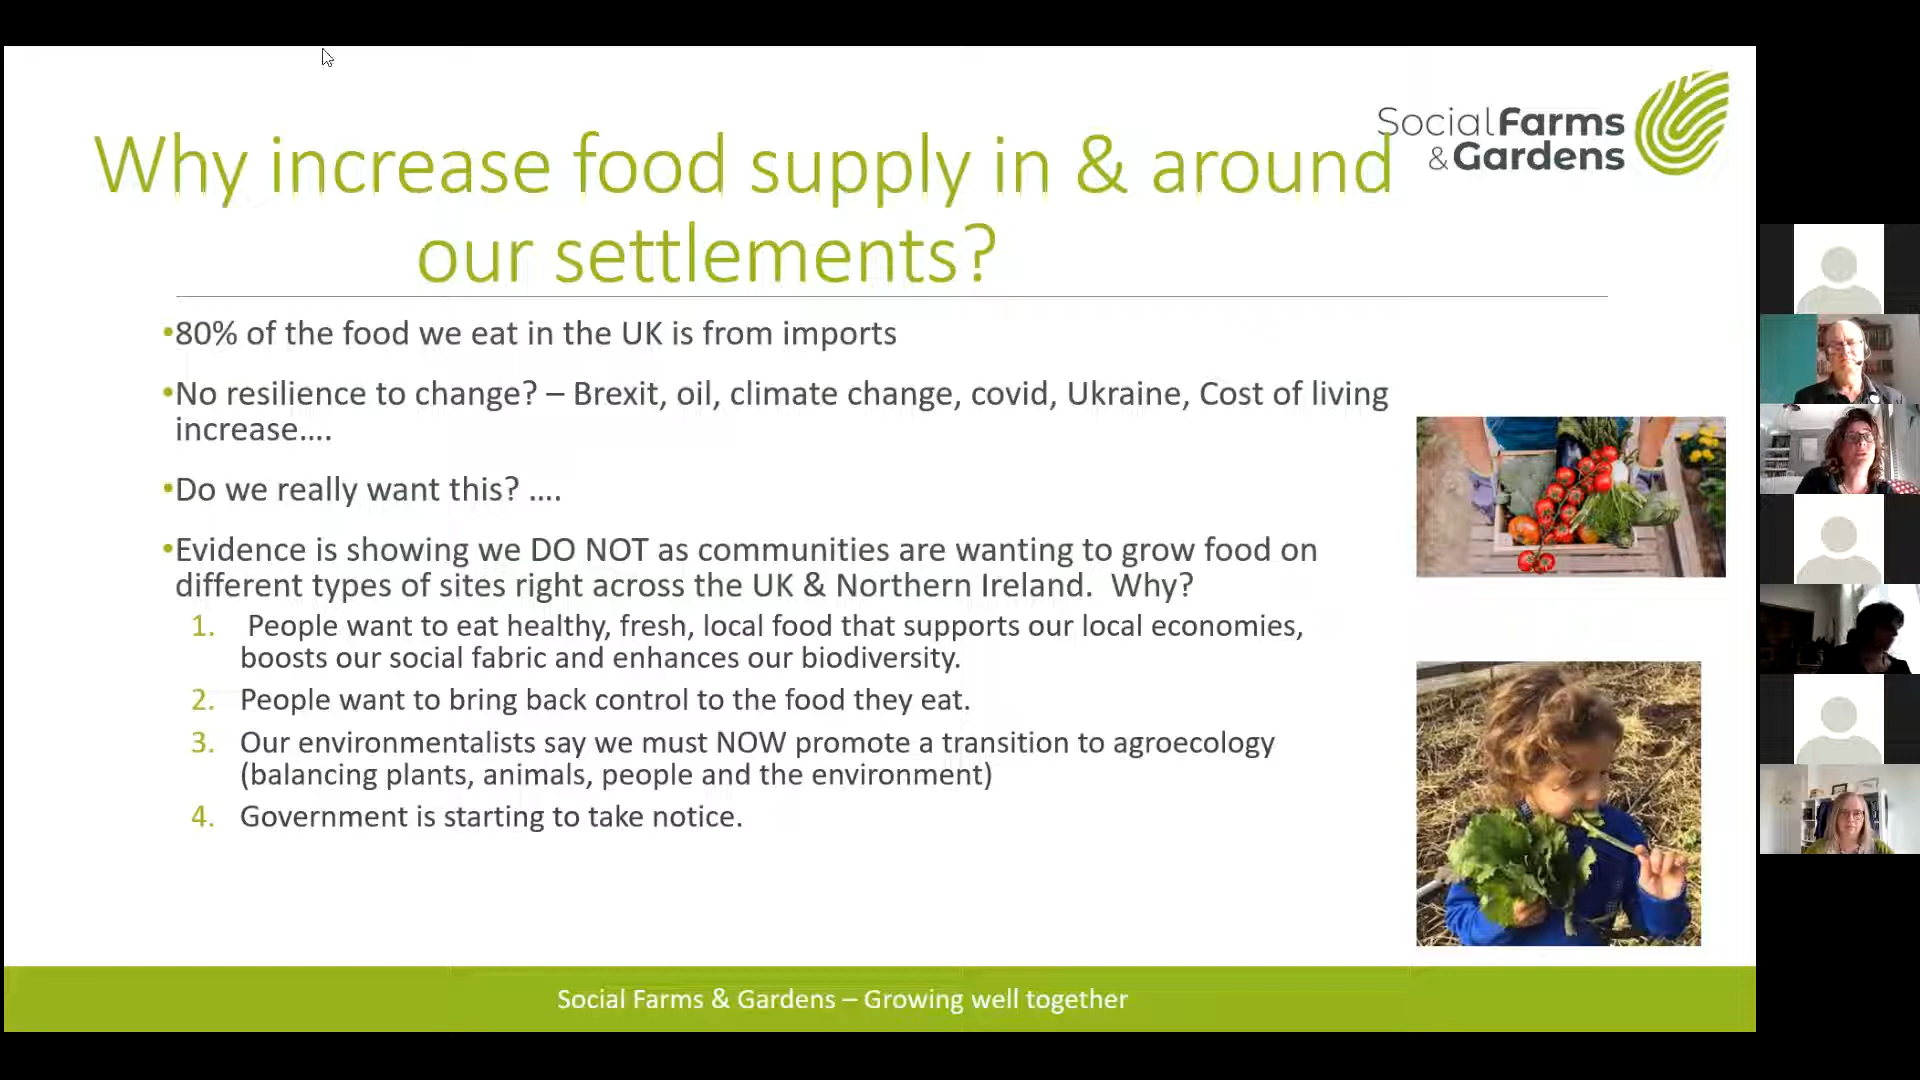 Social Farms
& Gardens
Why increase food supply in & around
our settlements?
•80% of the food we eat in the UK is from imports
•No resilience to change? – Brexit, oil, climate change, covid, Ukraine, Cost of living
increase....
•Do we really want this? ....
•Evidence is showing we DO NOT as communities are wanting to grow food on
different types of sites right across the UK & Northern Ireland. Why?
1. People want to eat healthy, fresh, local food that supports our local economies,
boosts our social fabric and enhances our biodiversity.
2. People want to bring back control to the food they eat.
3. Our environmentalists say we must NOW promote a transition to agroecology
(balancing plants, animals, people and the environment)
4. Government is starting to take notice.
Social Farms & Gardens – Growing well together